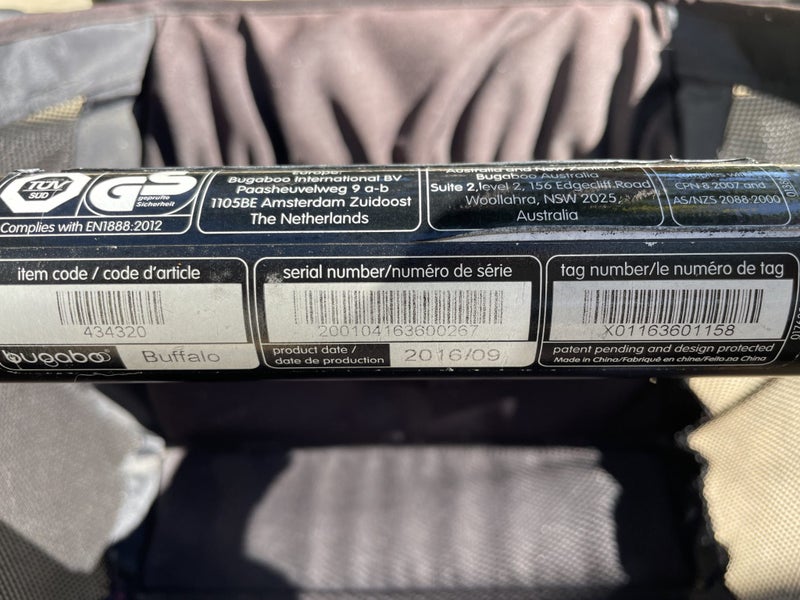 TÜV
SÜD
GS
geprüfte
Sicherheit
Complies with EN1888:2012
Europe
Bugaboo International BV
Paasheuvelweg 9 a-b
1105BE Amsterdam Zuidoost
The Netherlands
Australia and
Bugaboo Australia
Suite 2,level 2, 156 Edgecliff Road
Woollahra, NSW 2025,
Australia
complies with
CPN 8 2007 and
AS/NZS 2088-2000
item code / code d'article
434320
bugaboo
Buffalo
serial number/numéro de série
200104163600267
product date /
date de production
2016/09
tag number/le numéro de tag
X01163601158
patent pending and design protected
Made in China/Fabriqué en chine/Feito na China